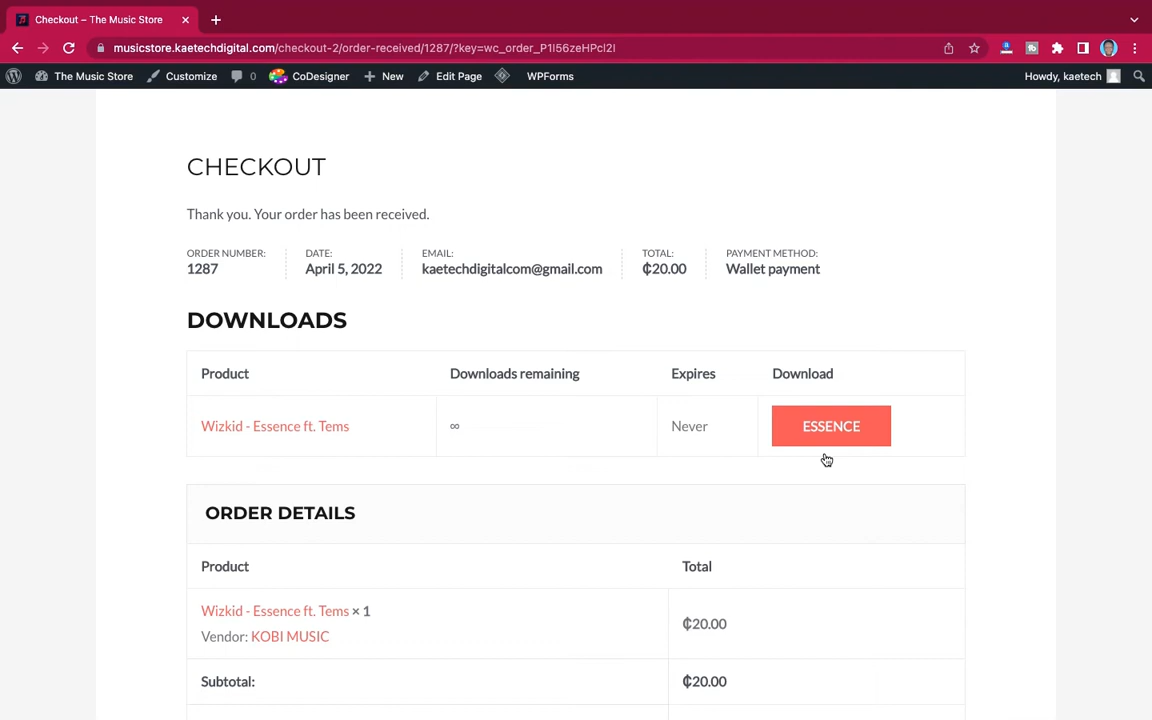 Checkout – The Music Store
musicstore.kaetechdigital.com/checkout-2/order-received/1287/?key=wc_order_P1l56zeHPcl2l
The Music Store Customize 0 CoDesigner New Edit Page WPForms Howdy, kaetech
CHECKOUT
Thank you. Your order has been received.
ORDER NUMBER: DATE: EMAIL: TOTAL: PAYMENT METHOD:
1287 April 5, 2022 kaetechdigitalcom@gmail.com ₵20.00 Wallet payment
DOWNLOADS
Product Downloads remaining Expires Download
Wizkid - Essence ft. Tems ∞ Never ESSENCE
ORDER DETAILS
Product Total
Wizkid - Essence ft. Tems × 1 ₵20.00
Vendor: KOBI MUSIC
Subtotal: ₵20.00